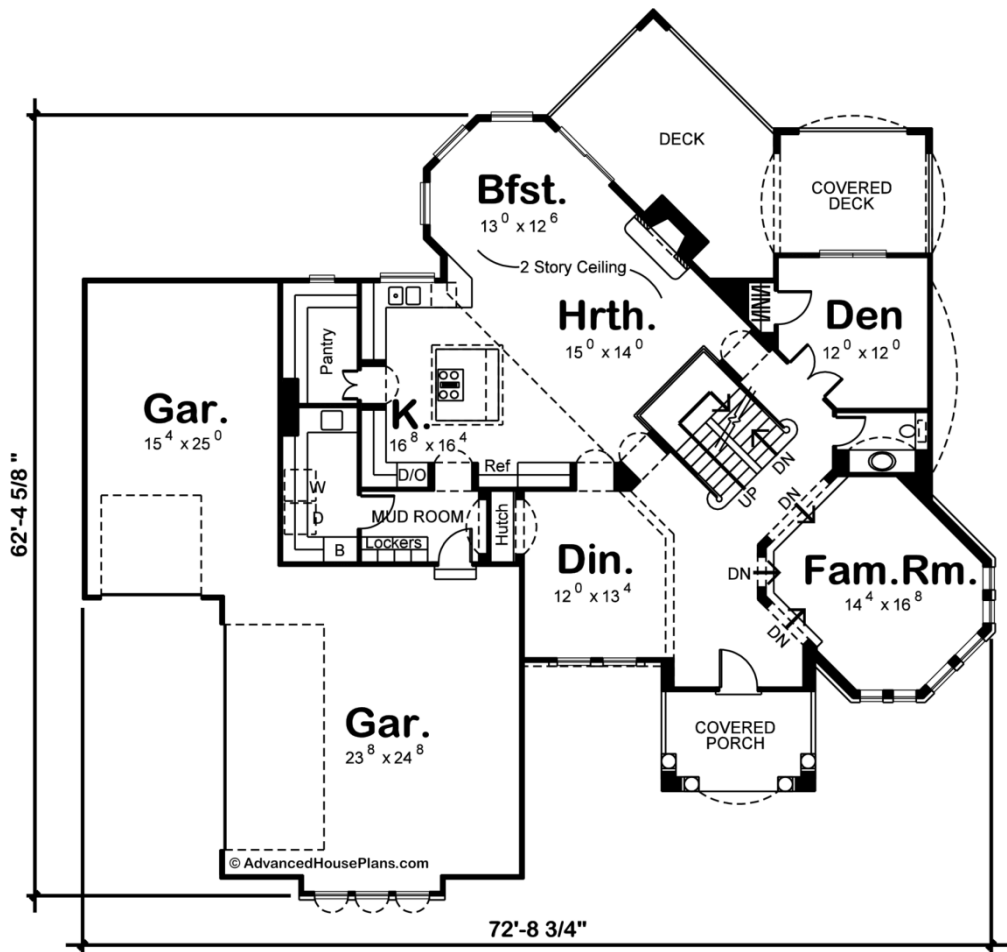 DECK
COVERED
DECK
Bfst.
13⁰ x 12⁶
2 Story Ceiling
Hrth.
15⁰ x 14⁰
Den
12⁰ x 12⁰
Pantry
Gar.
15⁴ x 25⁰
K.
16⁸ x 16⁴
D/O
Ref
W
D
B
MUD ROOM
Lockers
Hutch
DN
UP
DN
DN
DN
Din.
12⁰ x 13⁴
Fam.Rm.
14⁴ x 16⁸
Gar.
23⁸ x 24⁸
COVERED
PORCH
© AdvancedHousePlans.com
62'-4 5/8 "
72'-8 3/4"